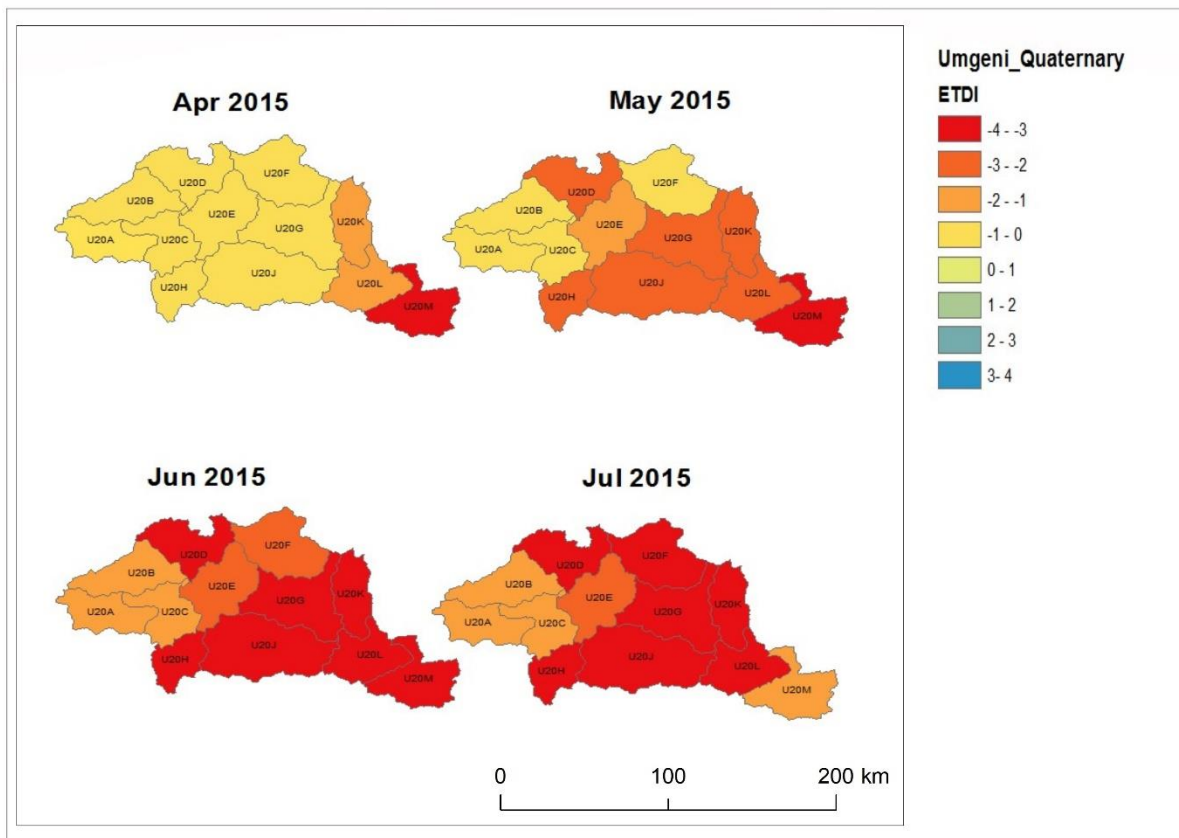 Apr 2015
U20D
U20F
U20B
U20E
U20K
U20A
U20C
U20G
U20H
U20J
U20L
U20M
May 2015
U20D
U20F
U20B
U20E
U20K
U20A
U20C
U20G
U20H
U20J
U20L
U20M
Jun 2015
U20D
U20F
U20B
U20E
U20K
U20A
U20C
U20G
U20H
U20J
U20L
U20M
Jul 2015
U20D
U20F
U20B
U20E
U20K
U20A
U20C
U20G
U20H
U20J
U20L
U20M
0 100 200 km
Umgeni_Quaternary
ETDI
-4 - -3
-3 - -2
-2 - -1
-1 - 0
0 - 1
1 - 2
2 - 3
3- 4